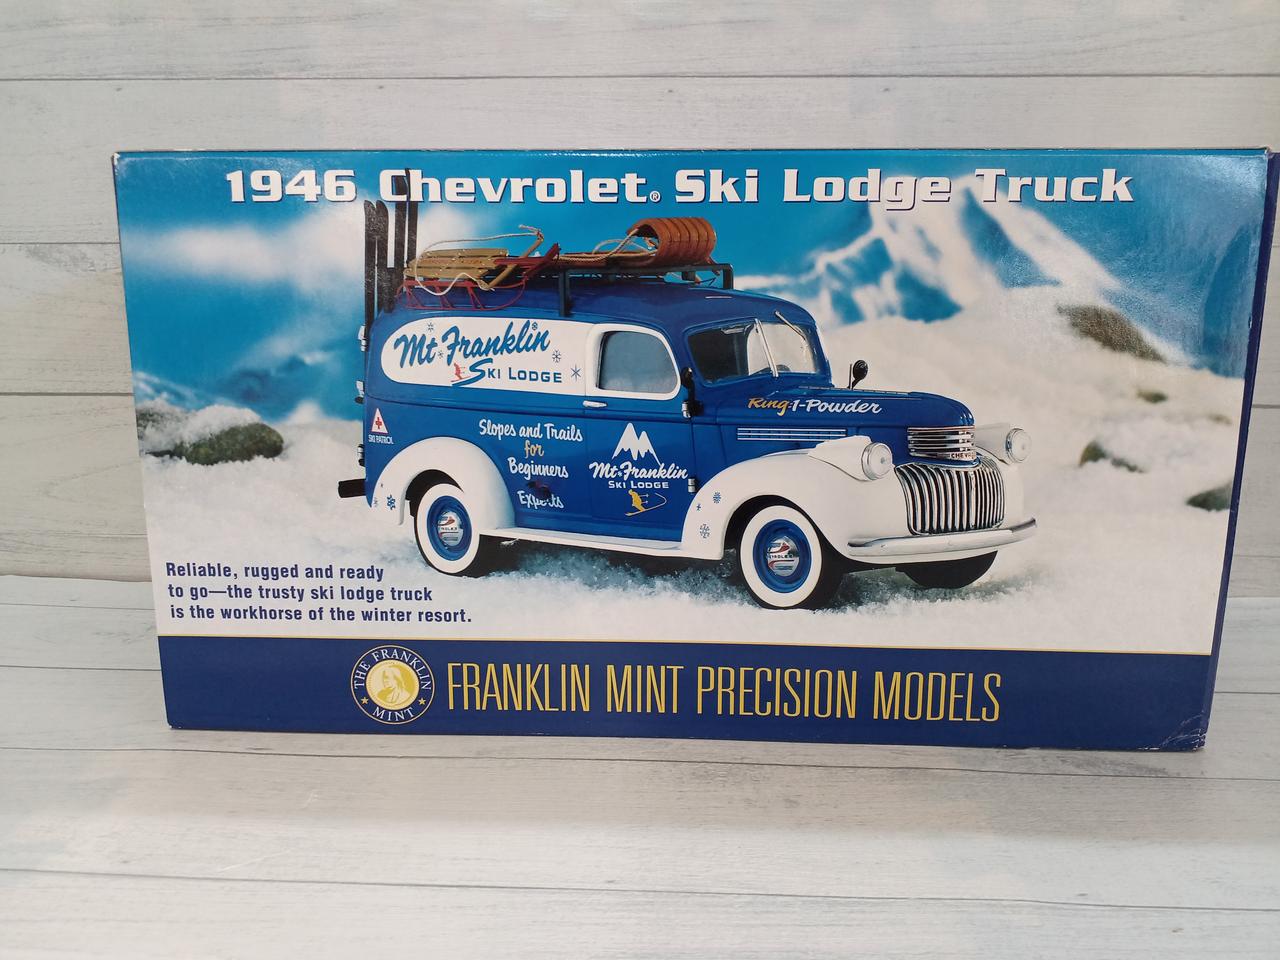 1946 Chevrolet® Ski Lodge Truck
Mt Franklin
Ski Lodge
Ring-1-Powder
SKI PATROL
Slopes and Trails
for
Beginners
Experts
Mt. Franklin
SKI LODGE
Reliable, rugged and ready
to go—the trusty ski lodge truck
is the workhorse of the winter resort.
THE FRANKLIN
MINT
FRANKLIN MINT PRECISION MODELS